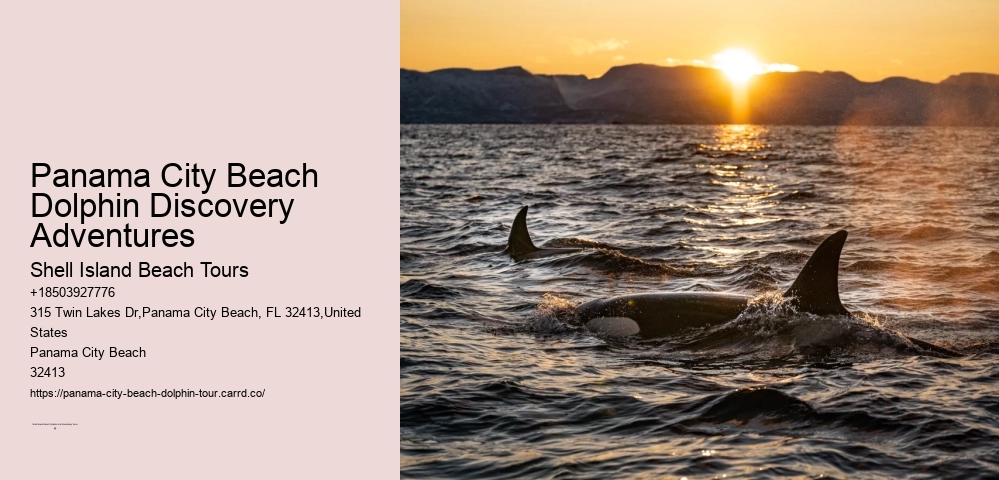 Panama City Beach
Dolphin Discovery
Adventures
Shell Island Beach Tours
+18503927776
315 Twin Lakes Dr,Panama City Beach, FL 32413,United
States
Panama City Beach
32413
https://panama-city-beach-dolphin-tour.carrd.co/